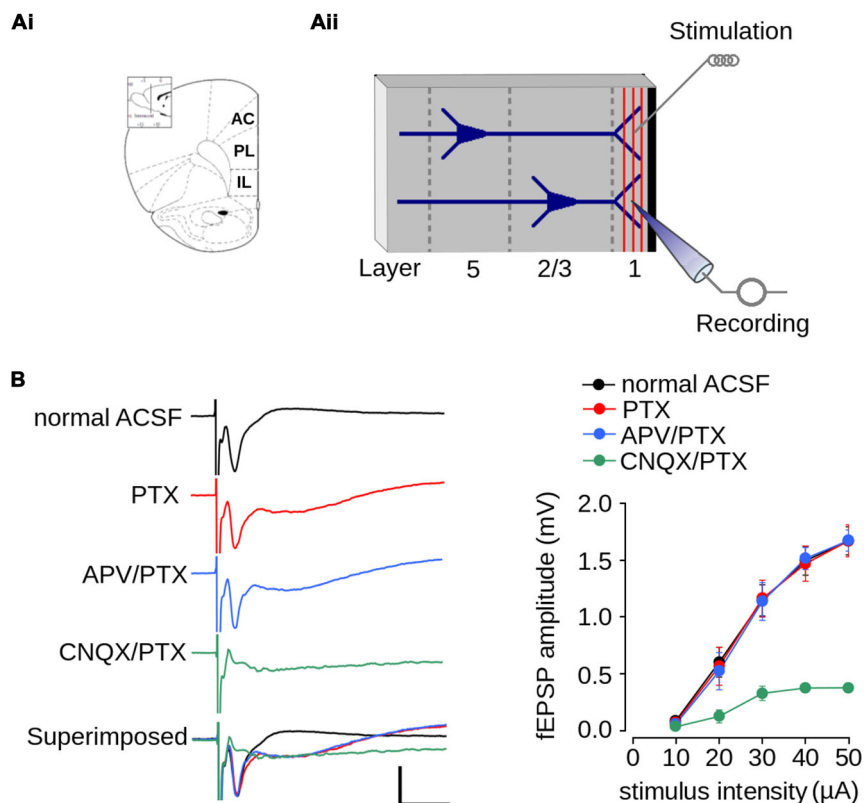 Ai
Aii
AC
PL
IL
Stimulation
Layer 5 2/3 1
Recording
B
normal ACSF
PTX
APV/PTX
CNQX/PTX
Superimposed
normal ACSF
PTX
APV/PTX
CNQX/PTX
fEPSP amplitude (mV)
2.0
1.5
1.0
0.5
0.0
0 10 20 30 40 50
stimulus intensity (μA)